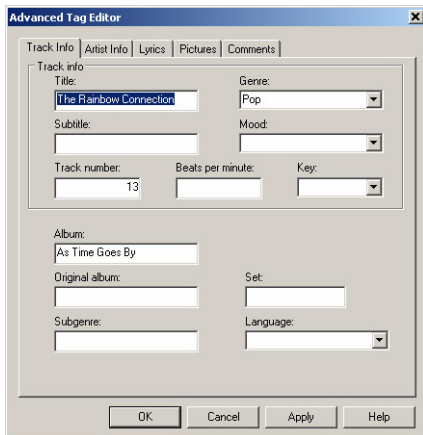 Advanced Tag Editor
Track Info Artist Info Lyrics Pictures Comments
Track info
Title: Genre:
The Rainbow Connection Pop
Subtitle: Mood:
Track number: Beats per minute: Key:
13
Album:
As Time Goes By
Original album: Set:
Subgenre: Language:
OK Cancel Apply Help